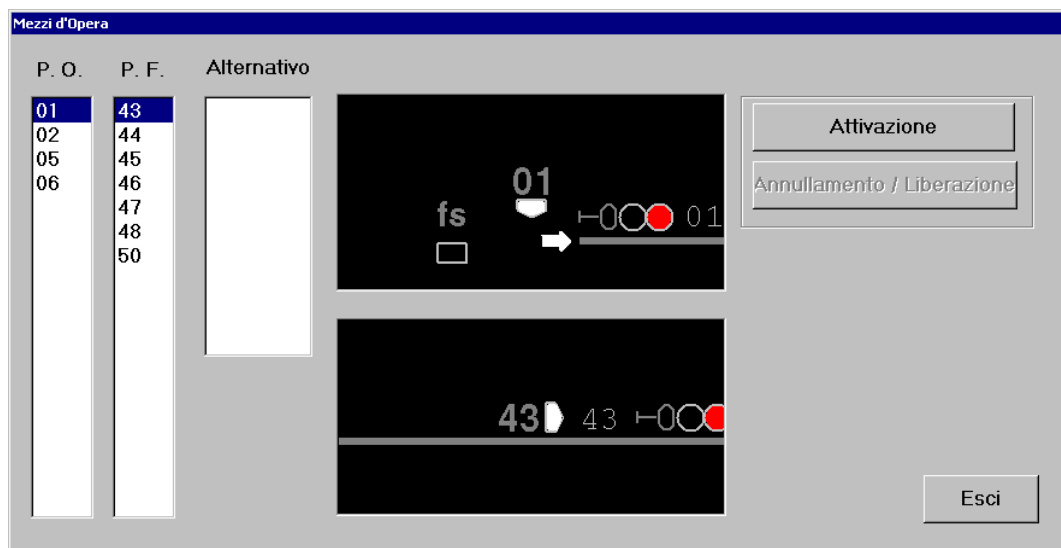 Mezzi d'Opera
P. O.
P. F.
Alternativo
01
02
05
06
43
44
45
46
47
48
50
01
fs
01
43
43
Attivazione
Annullamento / Liberazione
Esci